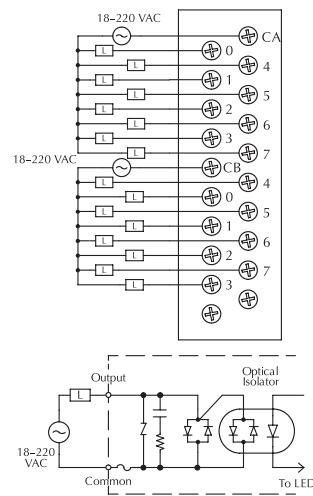 18–220 VAC
CA
L
0
L
4
L
1
L
5
L
2
L
6
L
3
L
7
18–220 VAC
CB
L
4
L
0
L
5
L
1
L
6
L
2
L
7
L
3
Output
Optical
Isolator
L
18–220
VAC
Common
To LED